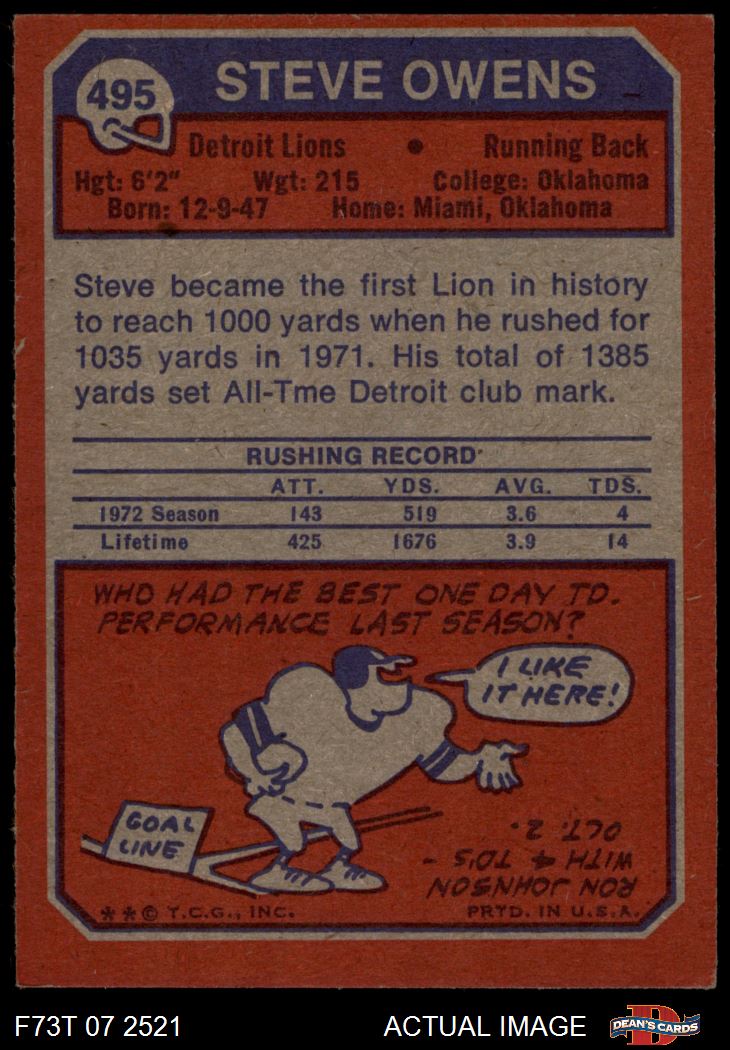 495
STEVE OWENS
Detroit Lions • Running Back
Hgt: 6'2" Wgt: 215 College: Oklahoma
Born: 12-9-47 Home: Miami, Oklahoma
Steve became the first Lion in history
to reach 1000 yards when he rushed for
1035 yards in 1971. His total of 1385
yards set All-Tme Detroit club mark.
RUSHING RECORD
ATT. YDS. AVG. TDS.
1972 Season 143 519 3.6 4
Lifetime 425 1676 3.9 14
WHO HAD THE BEST ONE DAY TD.
PERFORMANCE LAST SEASON?
I LIKE
IT HERE!
GOAL
LINE
RON JOHNSON
WITH 4 TD'S -
OCT. 2.
** © T.C.G., INC. PRTD. IN U.S.A.
F73T 07 2521 ACTUAL IMAGE DEAN'S CARDS